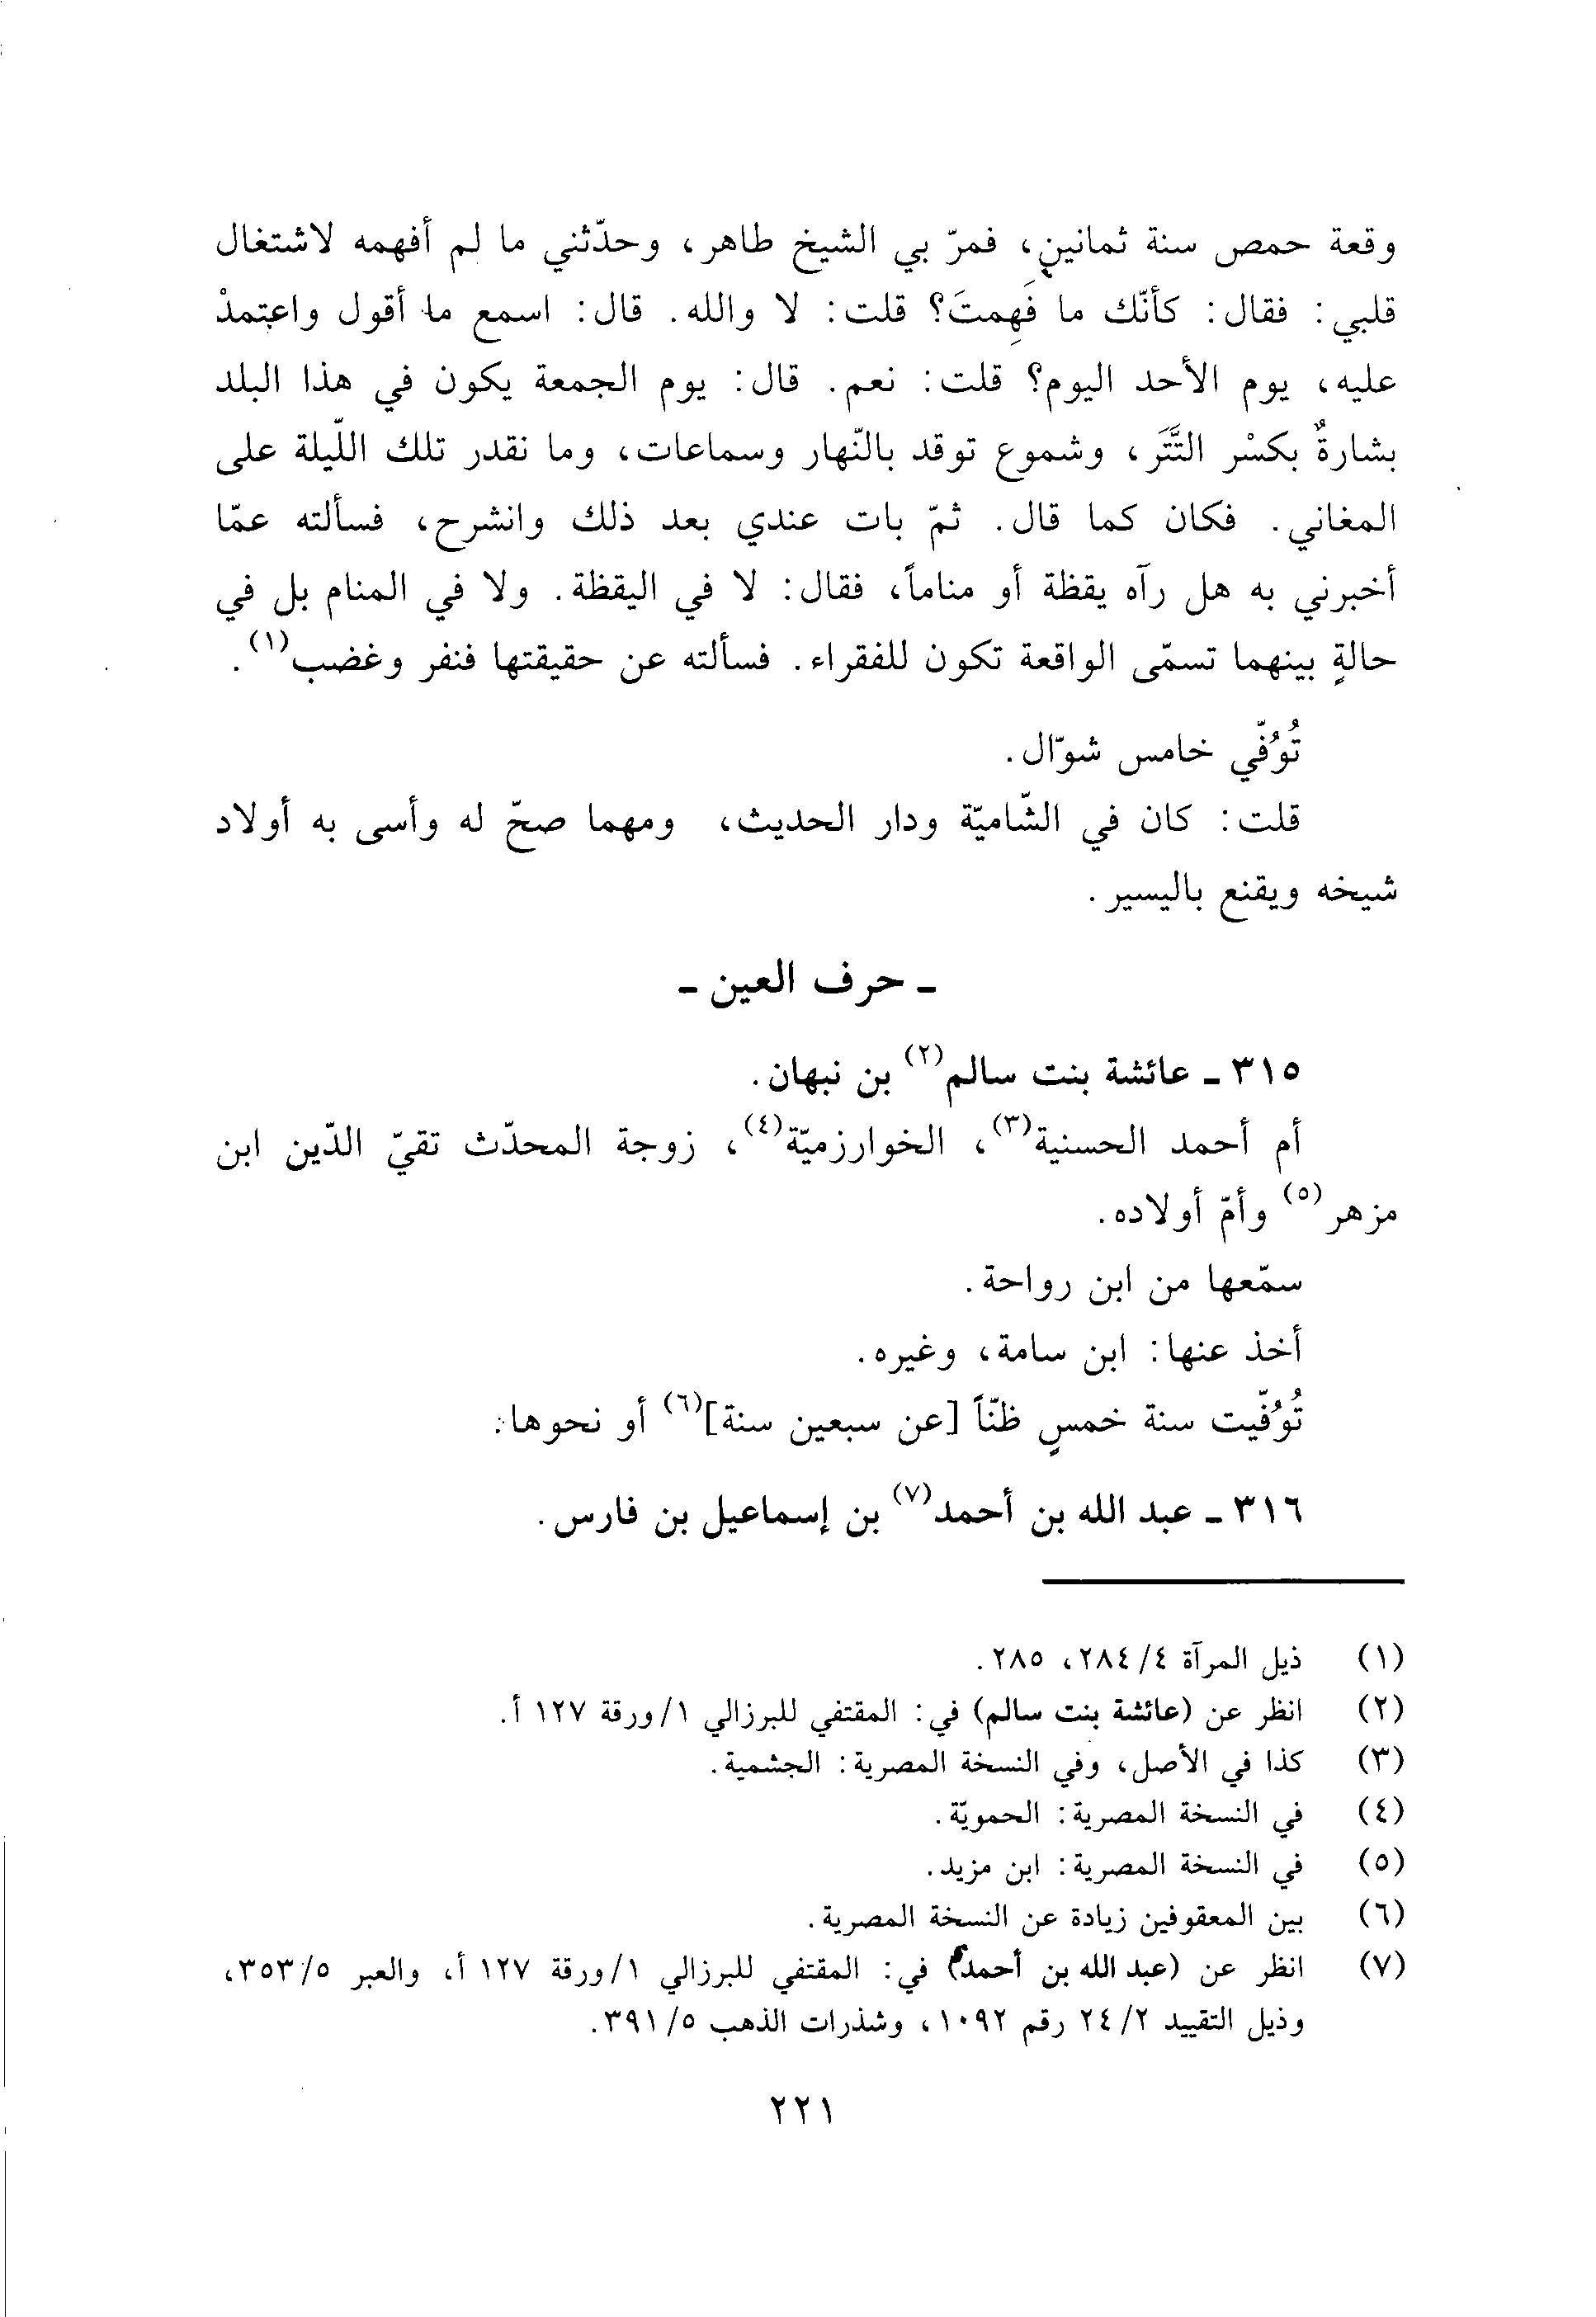 وقعة حمص سنة ثمانين، فمرّ بي الشيخ طاهر، وحدّثني ما لم أفهمه لاشتغال
قلبي: فقال: كأنّك ما فَهِمتَ؟ قلت: لا والله. قال: اسمع ما أقول واعتمدْ
عليه، يوم الأحد اليوم؟ قلت: نعم. قال: يوم الجمعة يكون في هذا البلد
بشارةٌ بكسْر التَّتَر، وشموع توقد بالنّهار وسماعات، وما نقدر تلك اللّيلة على
المغاني. فكان كما قال. ثمّ بات عندي بعد ذلك وانشرح، فسألته عمّا
أخبرني به هل رآه يقظة أو مناماً، فقال: لا في اليقظة. ولا في المنام بل في
حالةٍ بينهما تسمّى الواقعة تكون للفقراء. فسألته عن حقيقتها فنفر وغضب(١).
تُوُفّي خامس شوّال.
قلت: كان في الشّاميّة ودار الحديث، ومهما صحّ له وأسى به أولاد
شيخه ويقنع باليسير.
ـ حرف العين ـ
٣١٥ ـ عائشة بنت سالم(٢) بن نبهان.
أم أحمد الحسنية(٣)، الخوارزميّة(٤)، زوجة المحدّث تقيّ الدّين ابن
مزهر(٥) وأمّ أولاده.
سمّعها من ابن رواحة.
أخذ عنها: ابن سامة، وغيره.
تُوُفّيت سنة خمسٍ ظنّاً [عن سبعين سنة](٦) أو نحوها.
٣١٦ ـ عبد الله بن أحمد(٧) بن إسماعيل بن فارس.
(١) ذيل المرآة ٢٨٤/٤، ٢٨٥.
(٢) انظر عن (عائشة بنت سالم) في: المقتفي للبرزالي ١/ورقة ١٢٧ أ.
(٣) كذا في الأصل، وفي النسخة المصرية: الجشمية.
(٤) في النسخة المصرية: الحمويّة.
(٥) في النسخة المصرية: ابن مزيد.
(٦) بين المعقوفين زيادة عن النسخة المصرية.
(٧) انظر عن (عبد الله بن أحمد) في: المقتفي للبرزالي ١/ورقة ١٢٧ أ، والعبر ٣٥٣/٥،
وذيل التقييد ٢٤/٢ رقم ١٠٩٢، وشذرات الذهب ٣٩١/٥.
٢٢١